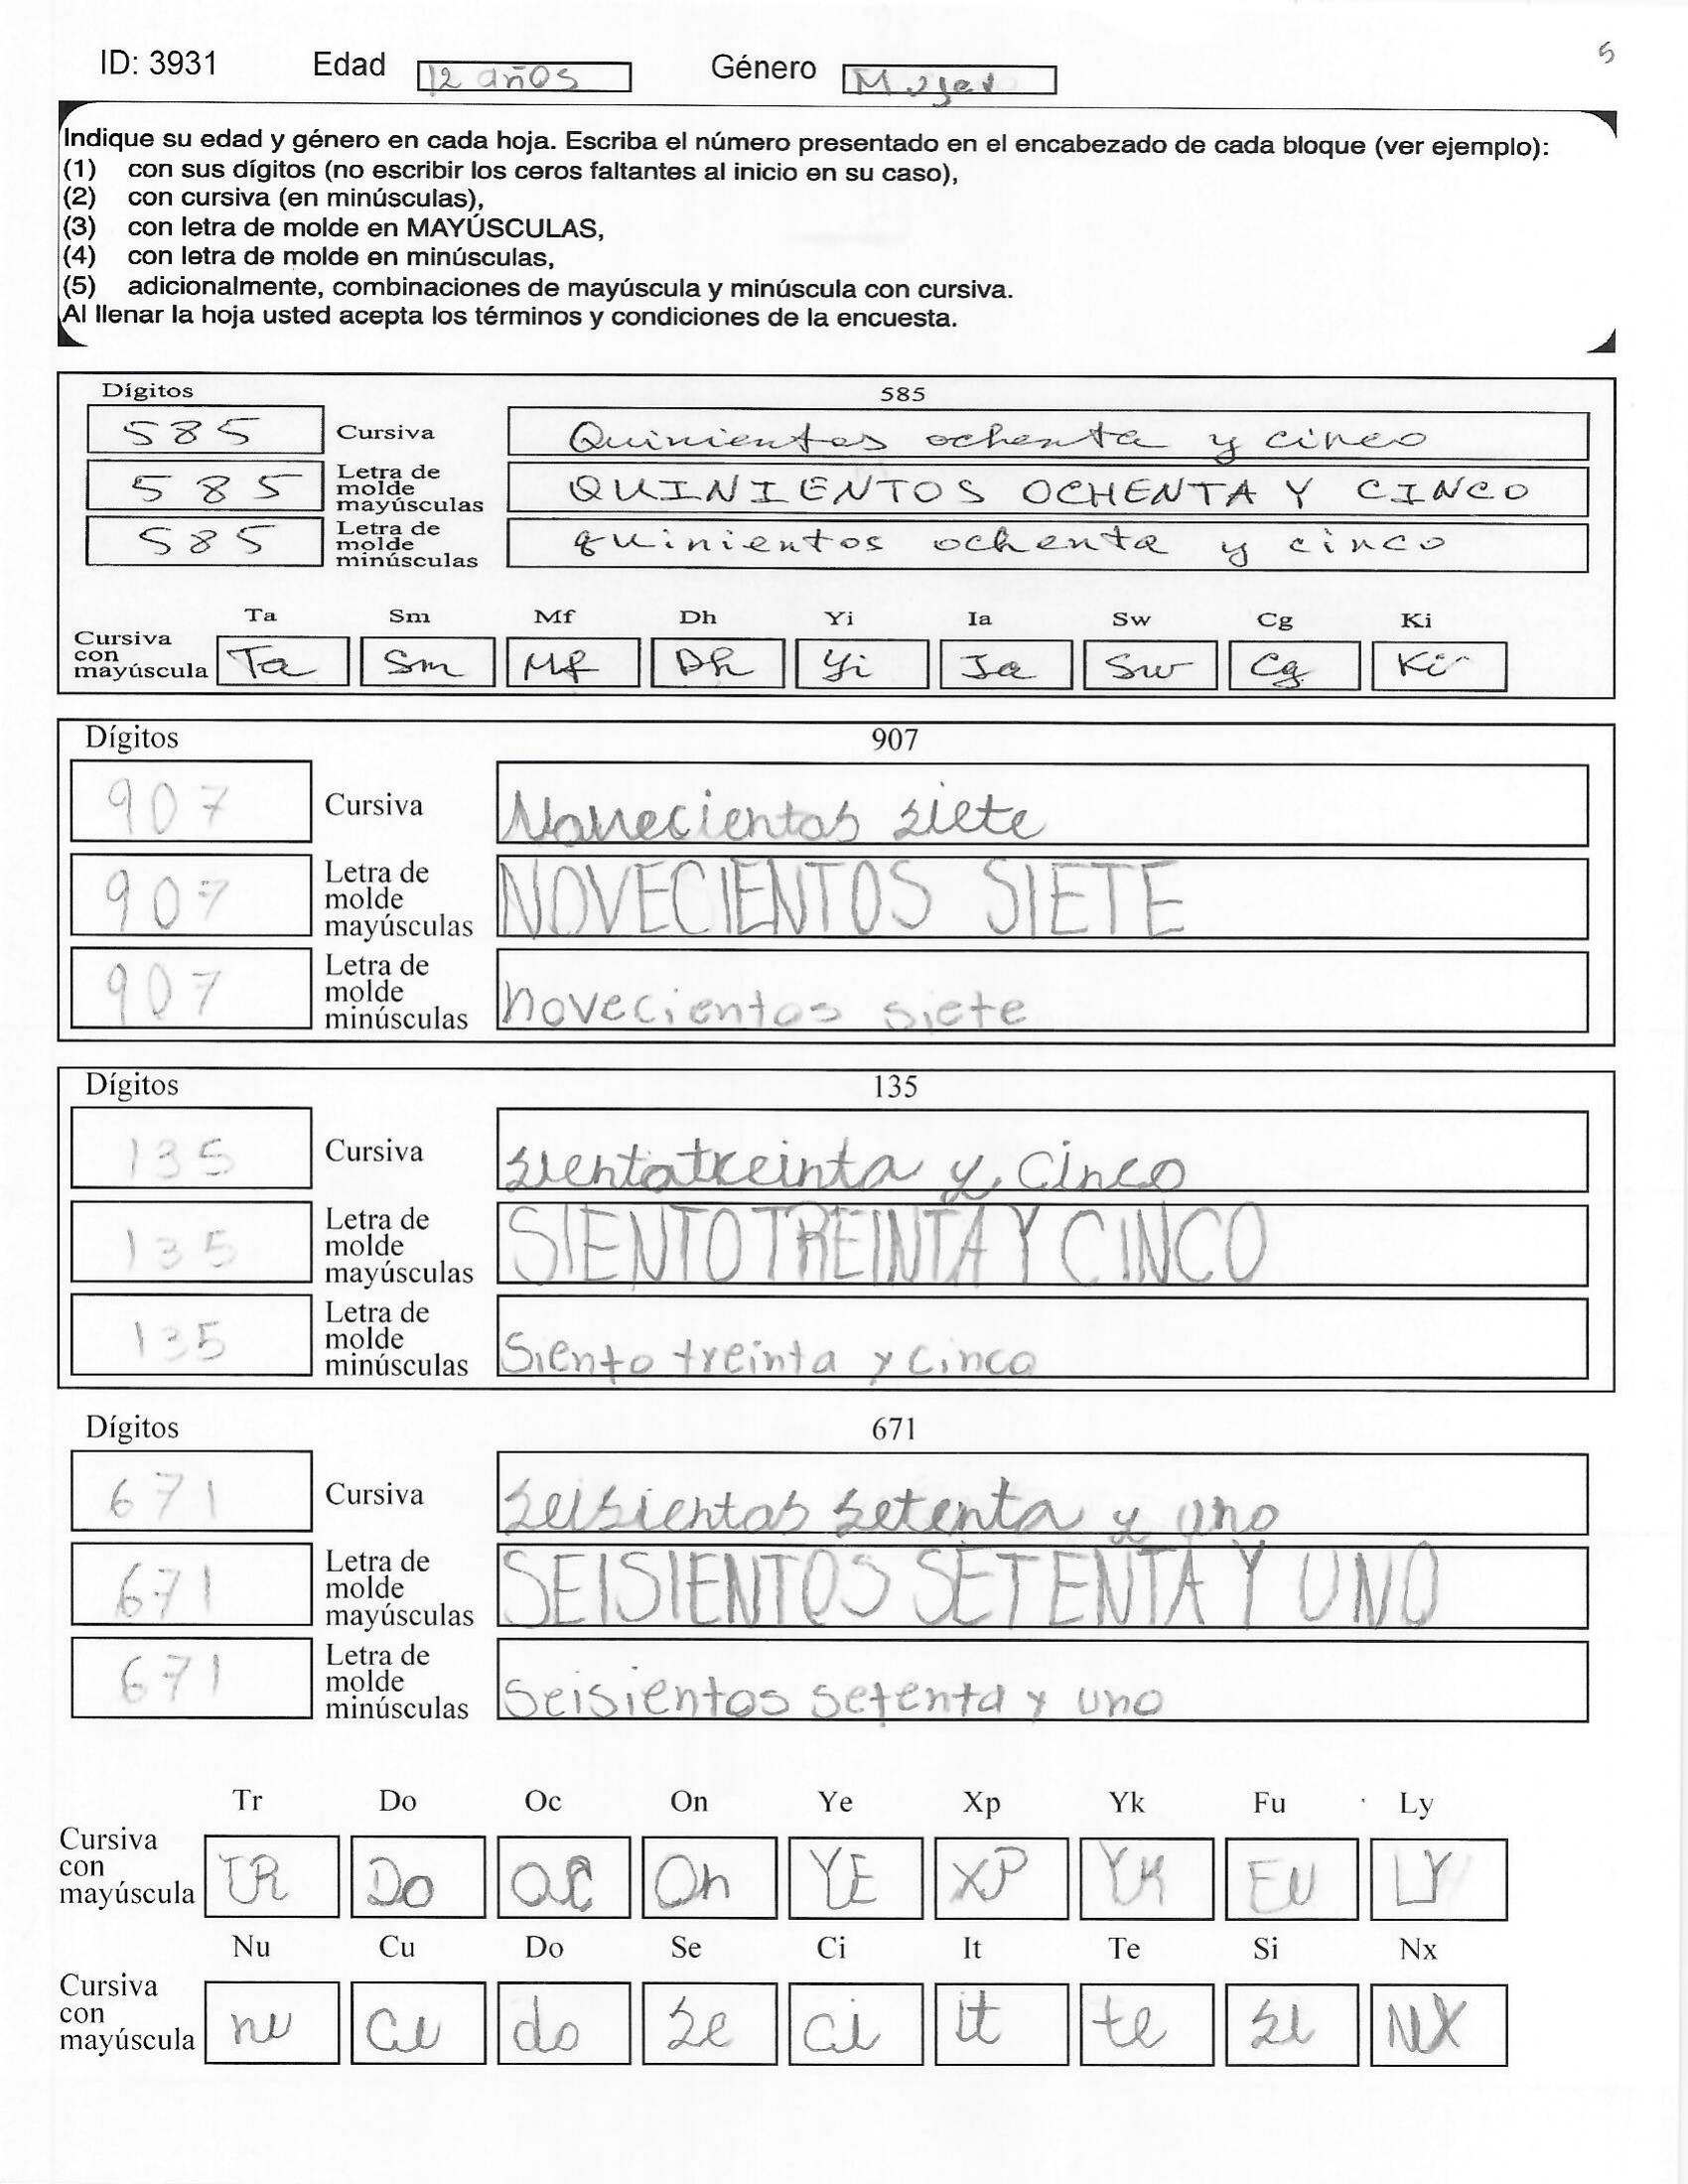 ID: 3931 Edad 12 años Género Mujer 5
Indique su edad y género en cada hoja. Escriba el número presentado en el encabezado de cada bloque (ver ejemplo):
(1) con sus dígitos (no escribir los ceros faltantes al inicio en su caso),
(2) con cursiva (en minúsculas),
(3) con letra de molde en MAYÚSCULAS,
(4) con letra de molde en minúsculas,
(5) adicionalmente, combinaciones de mayúscula y minúscula con cursiva.
Al llenar la hoja usted acepta los términos y condiciones de la encuesta.
Dígitos 585
585 Cursiva Quinientos ochenta y cinco
585 Letra de molde mayúsculas QUINIENTOS OCHENTA Y CINCO
585 Letra de molde minúsculas quinientos ochenta y cinco
Ta Sm Mf Dh Yi Ia Sw Cg Ki
Cursiva con mayúscula Ta Sm Mf Dh Yi Ia Sw Cg Ki
Dígitos 907
907 Cursiva Novecientos siete
907 Letra de molde mayúsculas NOVECIENTOS SIETE
907 Letra de molde minúsculas novecientos siete
Dígitos 135
135 Cursiva sientotreinta y cinco
135 Letra de molde mayúsculas SIENTO TREINTA Y CINCO
135 Letra de molde minúsculas Siento treinta y cinco
Dígitos 671
671 Cursiva seisientos setenta y uno
671 Letra de molde mayúsculas SEISIENTOS SETENTA Y UNO
671 Letra de molde minúsculas seisientos setenta y uno
Tr Do Oc On Ye Xp Yk Fu Ly
Cursiva con mayúscula TR Do OC On YE XP YK FU LY
Nu Cu Do Se Ci It Te Si Nx
Cursiva con mayúscula nu Cu do se ci it te si NX